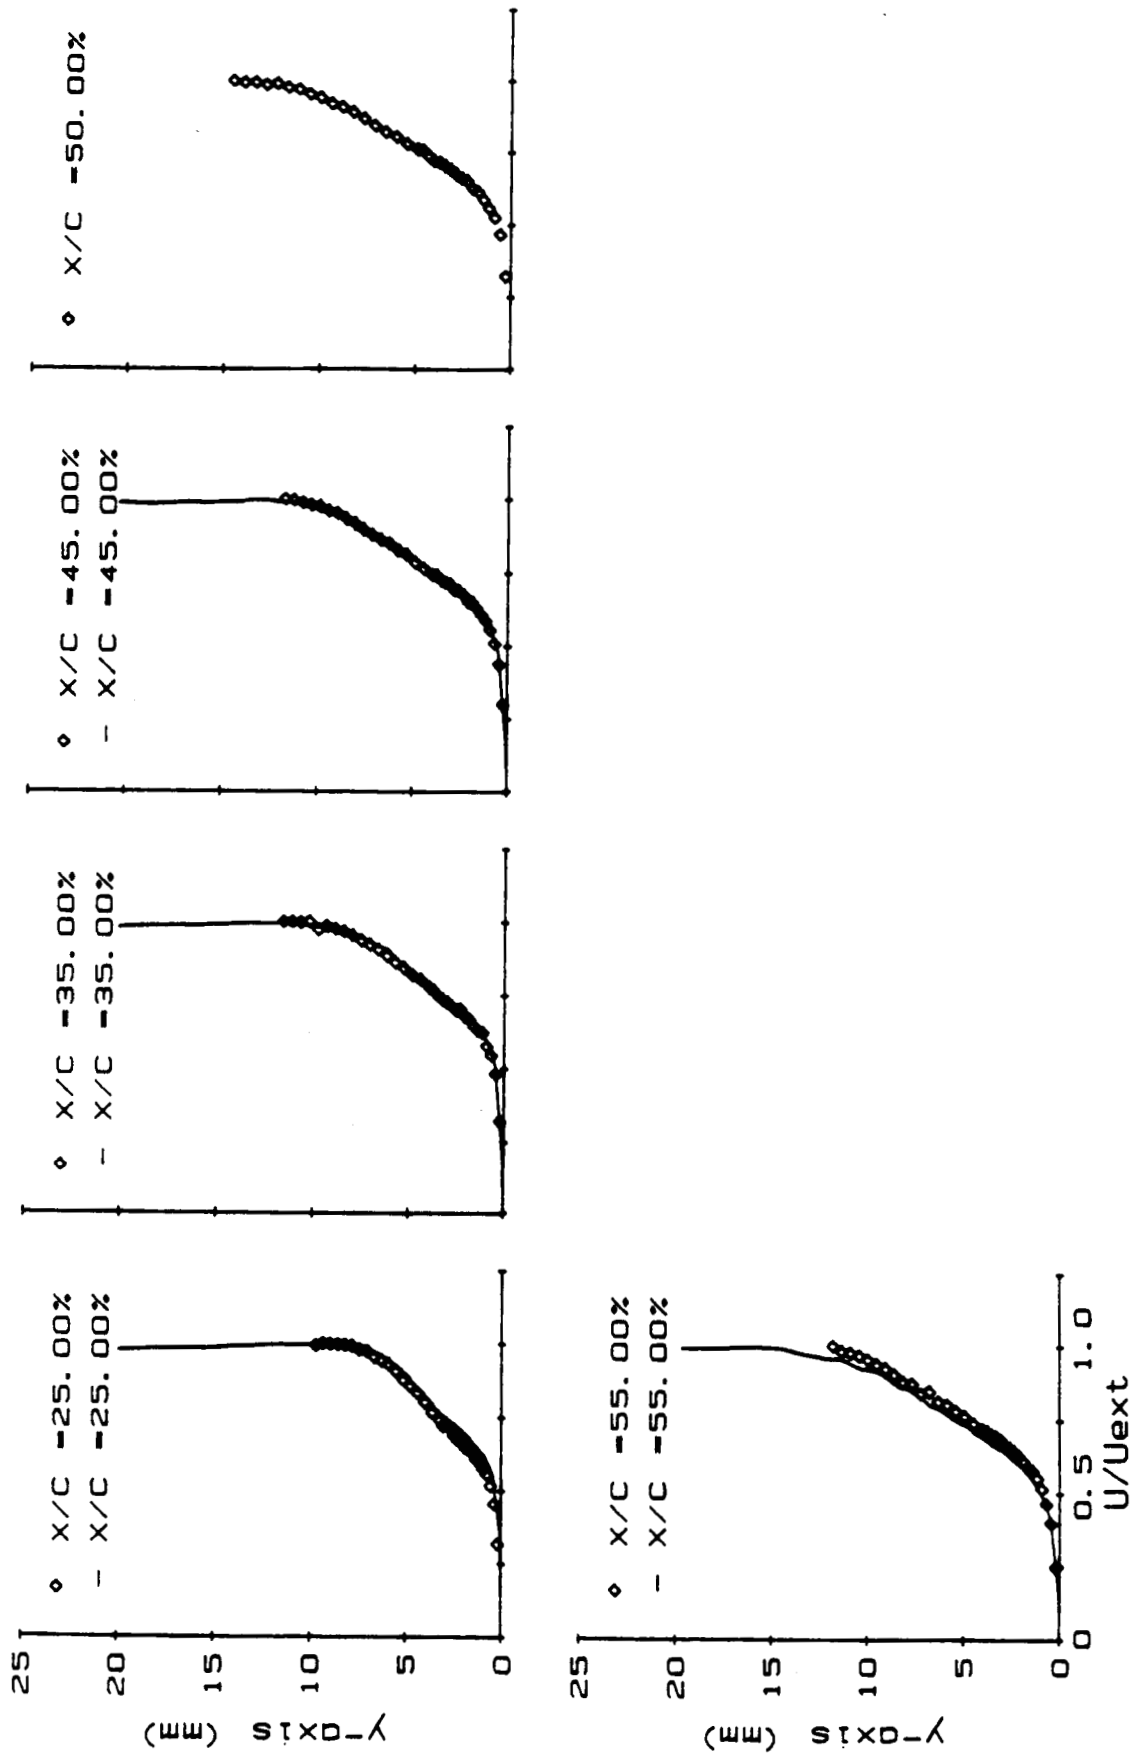 ◇ X/C =25.00%
— X/C =25.00%
◇ X/C =35.00%
— X/C =35.00%
◇ X/C =45.00%
— X/C =45.00%
◇ X/C =50.00%
25
20
15
10
5
0
y-axis (mm)
◇ X/C =55.00%
— X/C =55.00%
25
20
15
10
5
0
y-axis (mm)
0 0.5 1.0
U/Uext